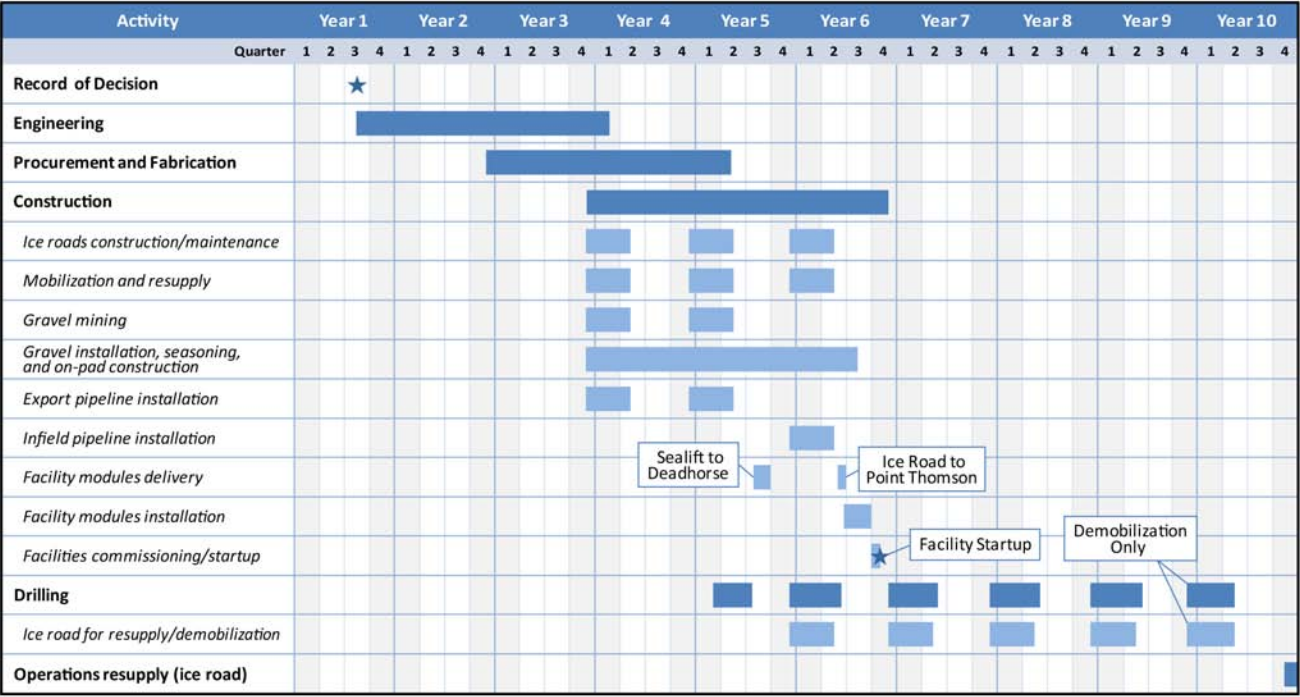 Activity Year 1 Year 2 Year 3 Year 4 Year 5 Year 6 Year 7 Year 8 Year 9 Year 10
Quarter 1 2 3 4 1 2 3 4 1 2 3 4 1 2 3 4 1 2 3 4 1 2 3 4 1 2 3 4 1 2 3 4 1 2 3 4 1 2 3 4
Record of Decision
Engineering
Procurement and Fabrication
Construction
Ice roads construction/maintenance
Mobilization and resupply
Gravel mining
Gravel installation, seasoning,
and on-pad construction
Export pipeline installation
Infield pipeline installation
Sealift to
Deadhorse
Ice Road to
Point Thomson
Facility modules delivery
Facility modules installation
Facilities commissioning/startup
Facility Startup
Demobilization
Only
Drilling
Ice road for resupply/demobilization
Operations resupply (ice road)